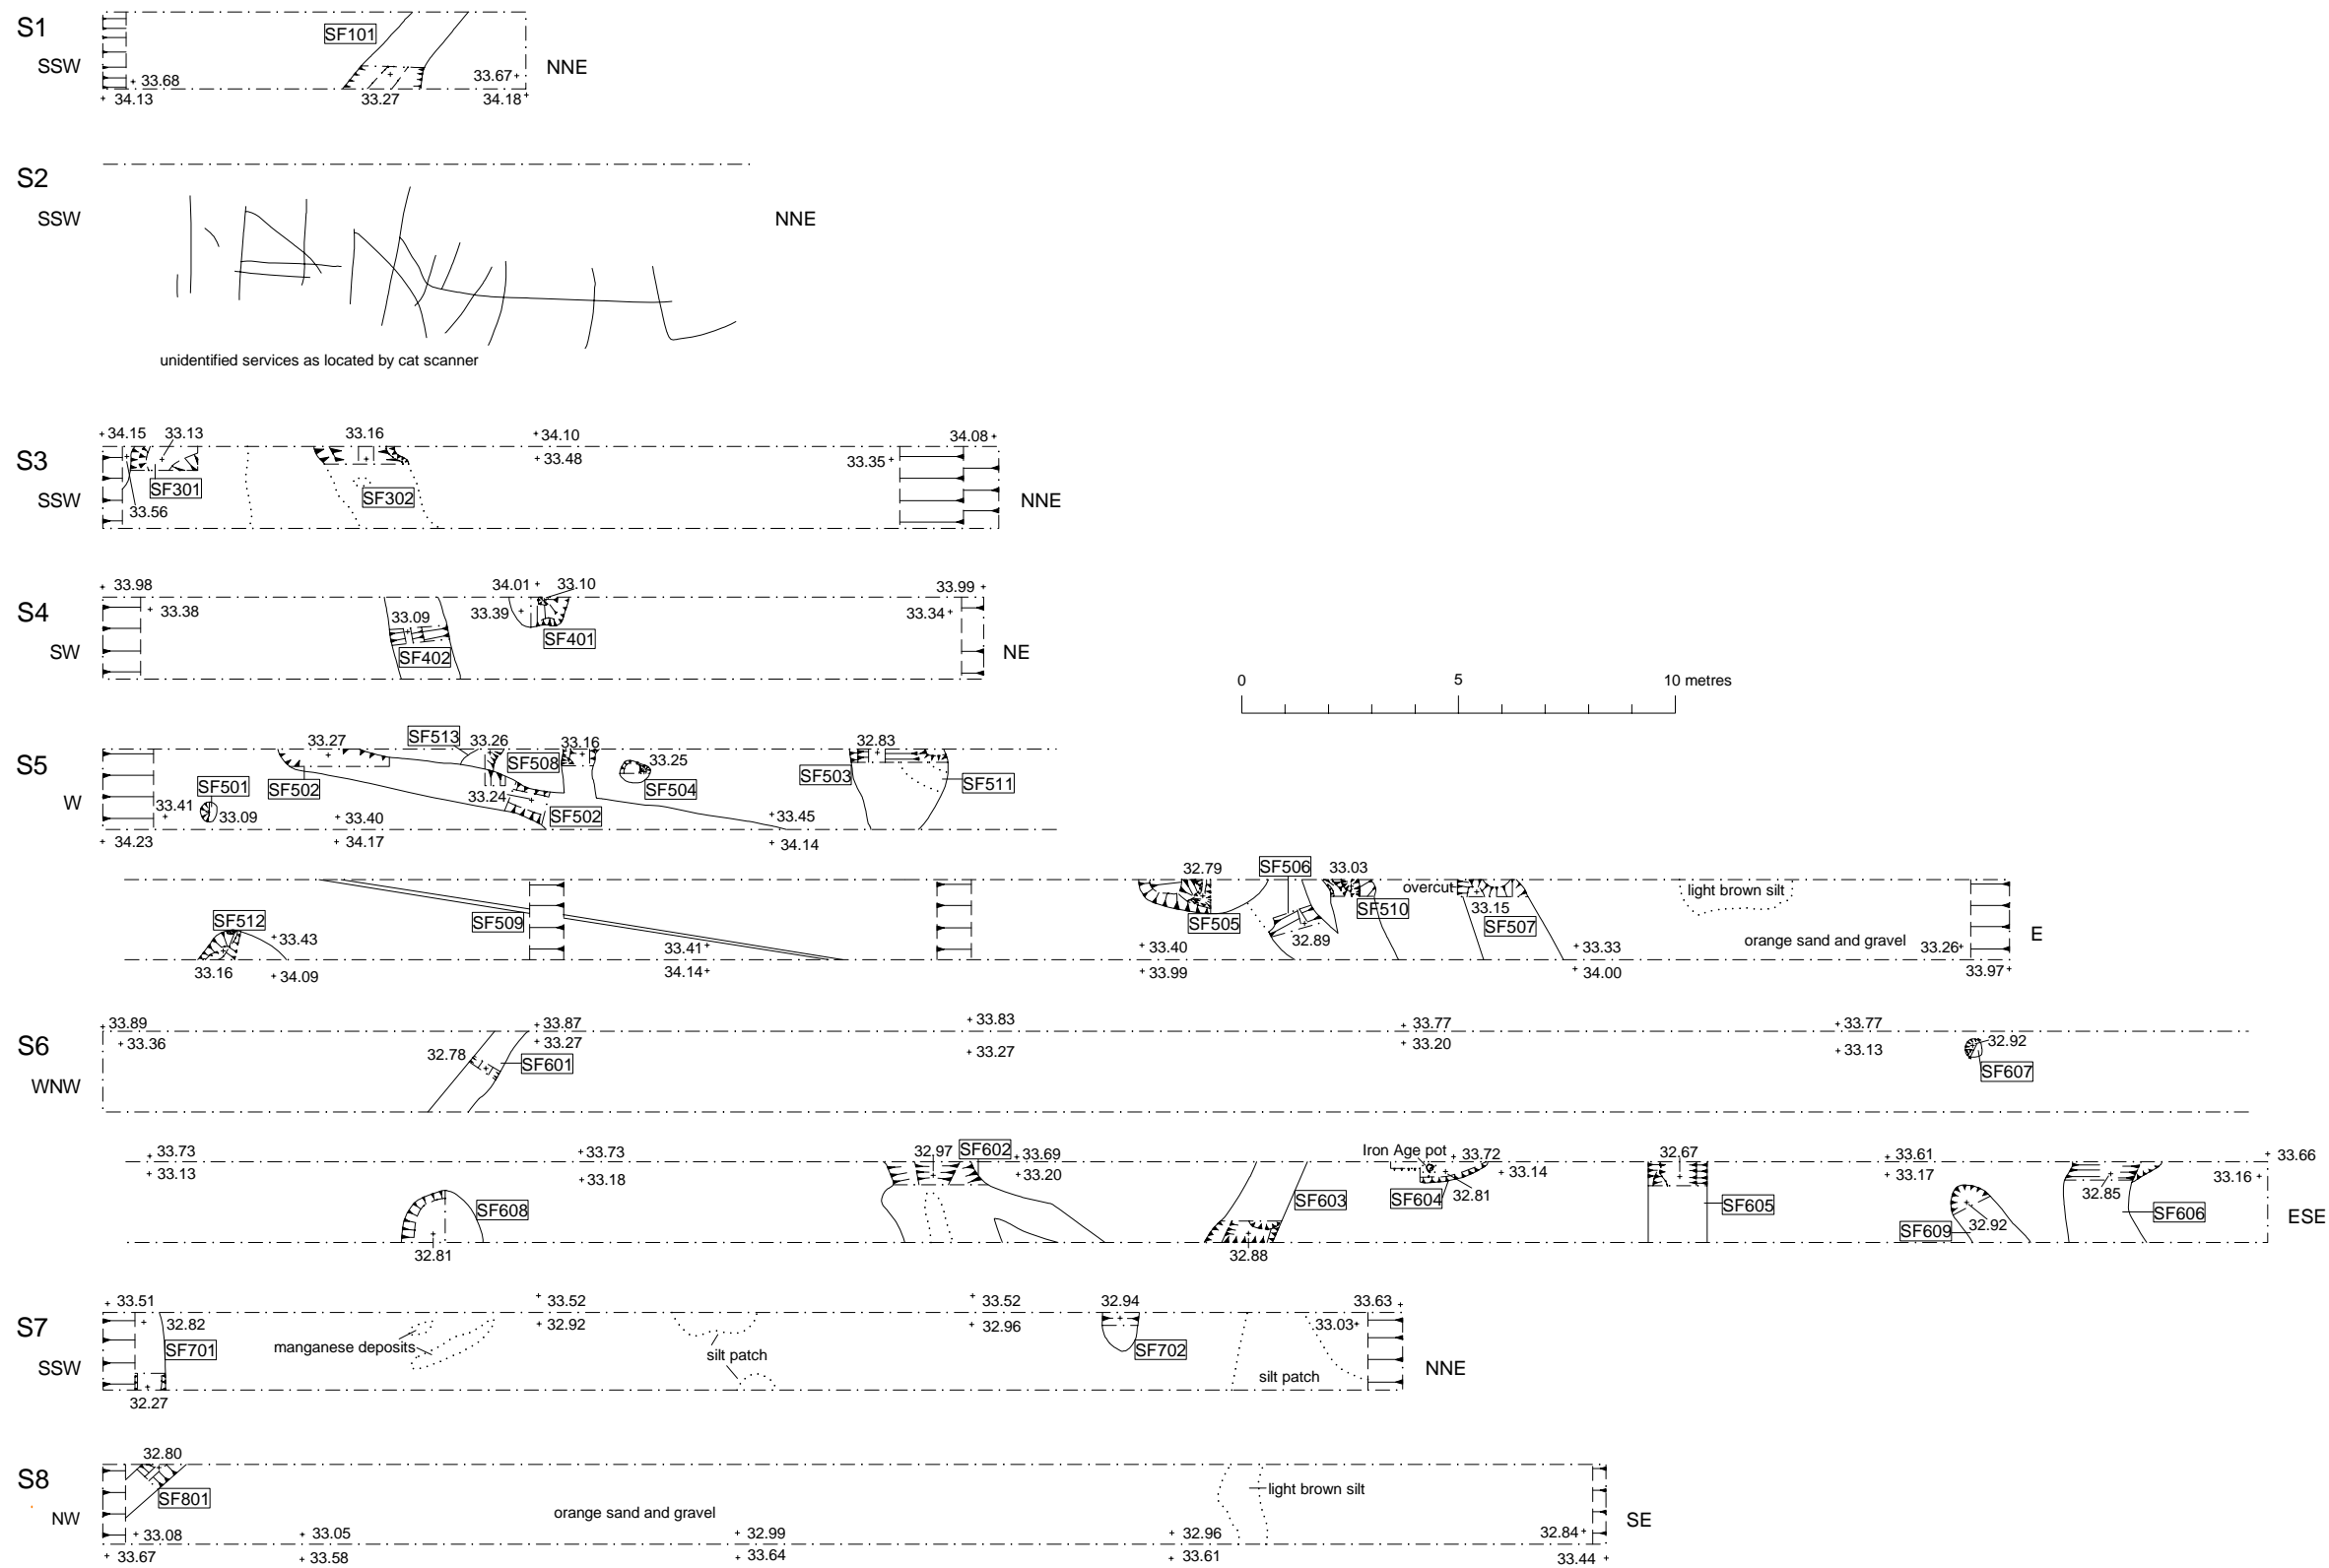 S1
SSW
SF101
NNE
33.68
33.67
34.13
33.27
34.18
S2
SSW
NNE
unidentified services as located by cat scanner
S3
SSW
34.15
33.13
33.16
34.10
34.08
33.48
33.35
SF301
SF302
33.56
NNE
S4
SW
33.98
34.01
33.10
33.99
33.38
33.09
33.39
33.34
SF401
SF402
NE
0
5
10 metres
S5
W
33.27
SF513
33.26
33.16
32.83
SF508
33.25
SF503
SF511
SF501
SF502
SF504
33.41
33.24
33.09
33.40
SF502
33.45
34.23
34.17
34.14
32.79
SF506
33.03
overcut
light brown silt
SF512
SF509
SF505
SF510
33.15
SF507
33.43
33.41
32.89
33.40
33.33
orange sand and gravel
33.26
E
33.16
34.09
34.14
33.99
34.00
33.97
S6
WNW
33.89
33.87
33.83
33.77
33.77
33.36
33.27
33.27
33.20
33.13
32.78
SF601
32.92
SF607
33.73
33.73
32.97
SF602
33.69
Iron Age pot
33.72
32.67
33.61
33.66
33.13
33.18
33.20
33.14
33.17
33.16
SF608
SF603
SF604
32.81
SF605
32.85
SF606
SF609
32.92
ESE
32.81
32.88
S7
SSW
33.51
33.52
33.52
32.94
33.63
32.82
32.92
32.96
33.03
SF701
manganese deposits
silt patch
SF702
silt patch
NNE
32.27
S8
NW
32.80
SF801
light brown silt
orange sand and gravel
SE
33.08
33.05
32.99
32.96
32.84
33.67
33.58
33.64
33.61
33.44